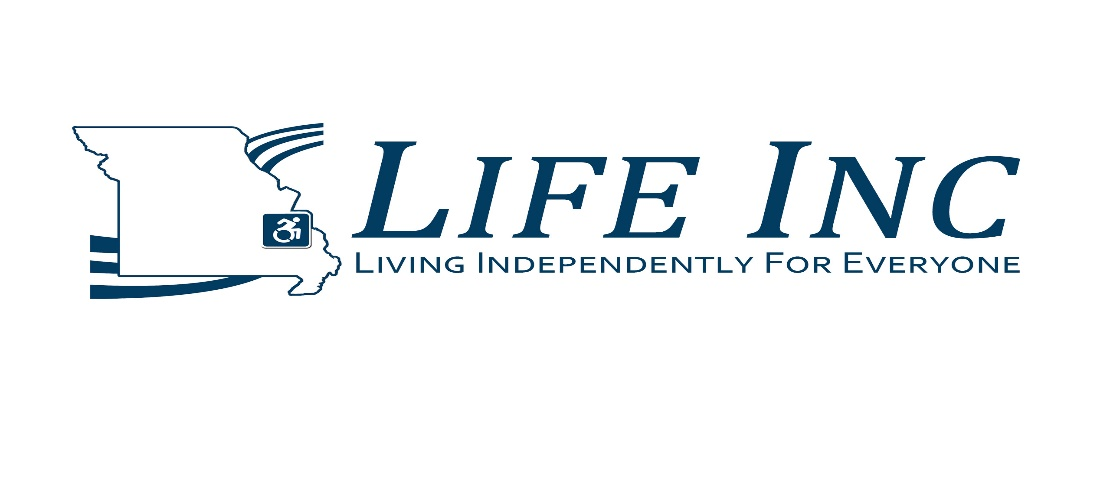 LIFE INC
LIVING INDEPENDENTLY FOR EVERYONE